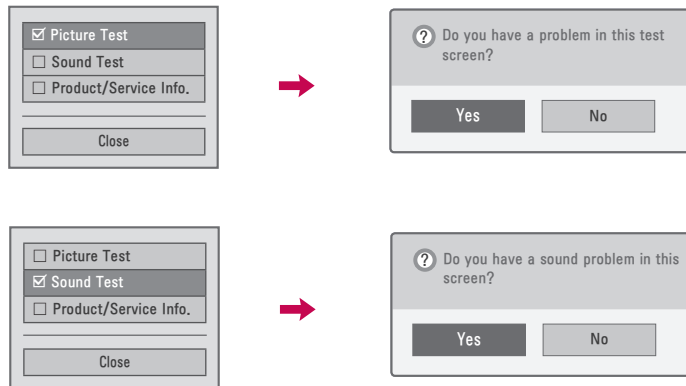 Picture Test
Sound Test
Product/Service Info.
Close
? Do you have a problem in this test
screen?
Yes
No
Picture Test
Sound Test
Product/Service Info.
Close
? Do you have a sound problem in this
screen?
Yes
No